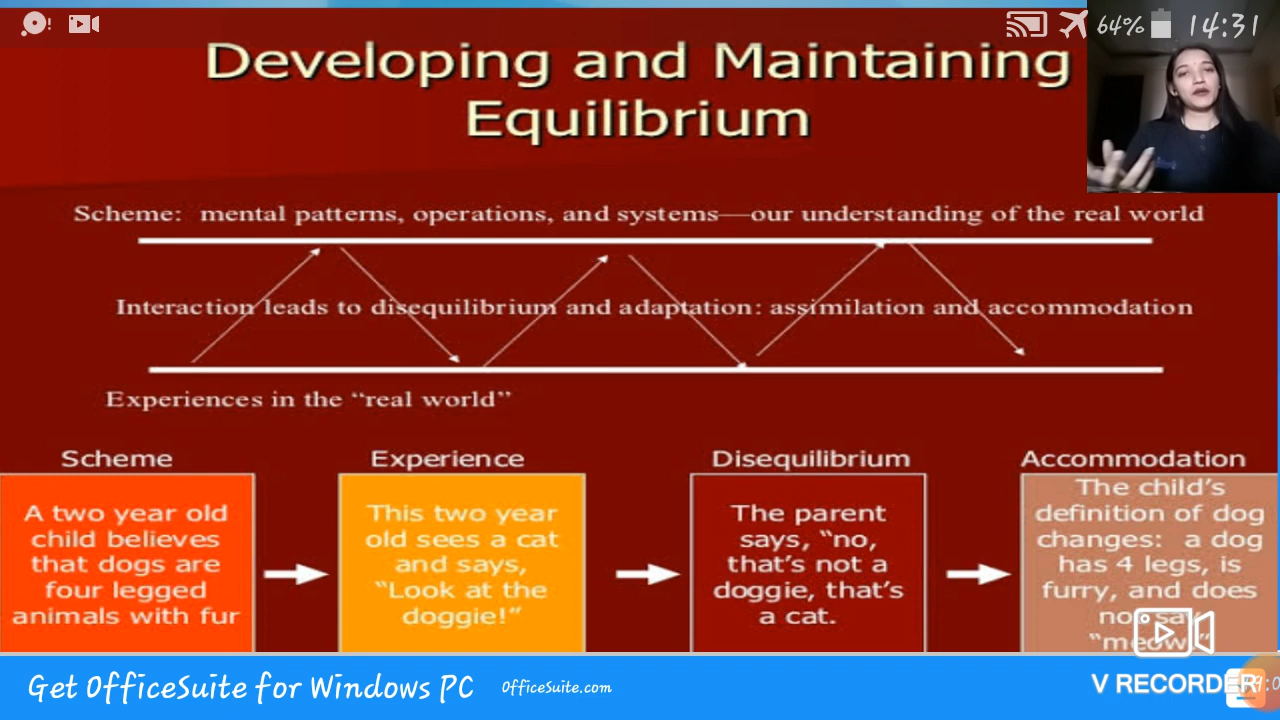 64% 14:31
Developing and Maintaining
Equilibrium
Scheme: mental patterns, operations, and systems—our understanding of the real world
Interaction leads to disequilibrium and adaptation: assimilation and accommodation
Experiences in the “real world”
Scheme
A two year old
child believes
that dogs are
four legged
animals with fur
Experience
This two year
old sees a cat
and says,
“Look at the
doggie!”
Disequilibrium
The parent
says, “no,
that’s not a
doggie, that’s
a cat.
Accommodation
The child’s
definition of dog
changes: a dog
has 4 legs, is
furry, and does
not say
“meow”
Get OfficeSuite for Windows PC OfficeSuite.com
V RECORDER